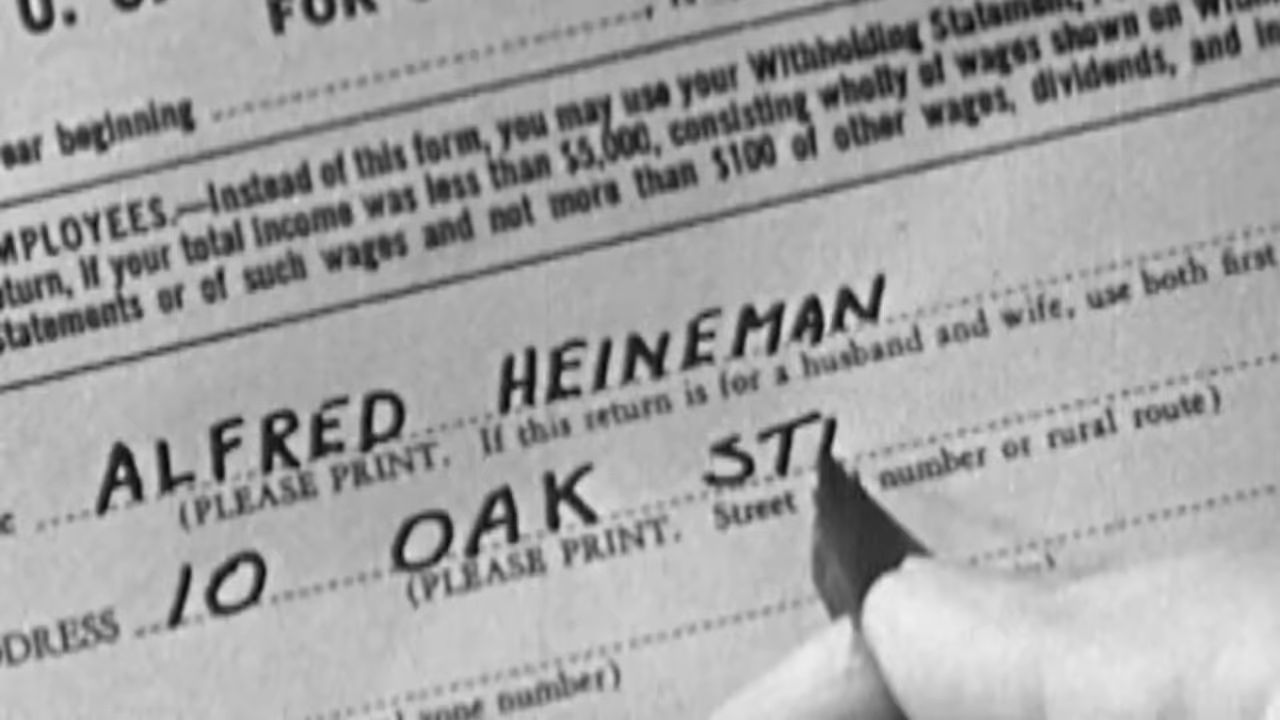 U.
FOR
ear beginning
MPLOYEES.—Instead of this form, you may use your Withholding Statement,
eturn, if your total income was less than $5,000, consisting wholly of wages shown on
Statements or of such wages and not more than $100 of other wages, dividends, and
ALFRED HEINEMAN
(PLEASE PRINT. If this return is for a husband and wife, use both first
DDRESS 10 OAK ST
(PLEASE PRINT. Street number or rural route)
zone number)